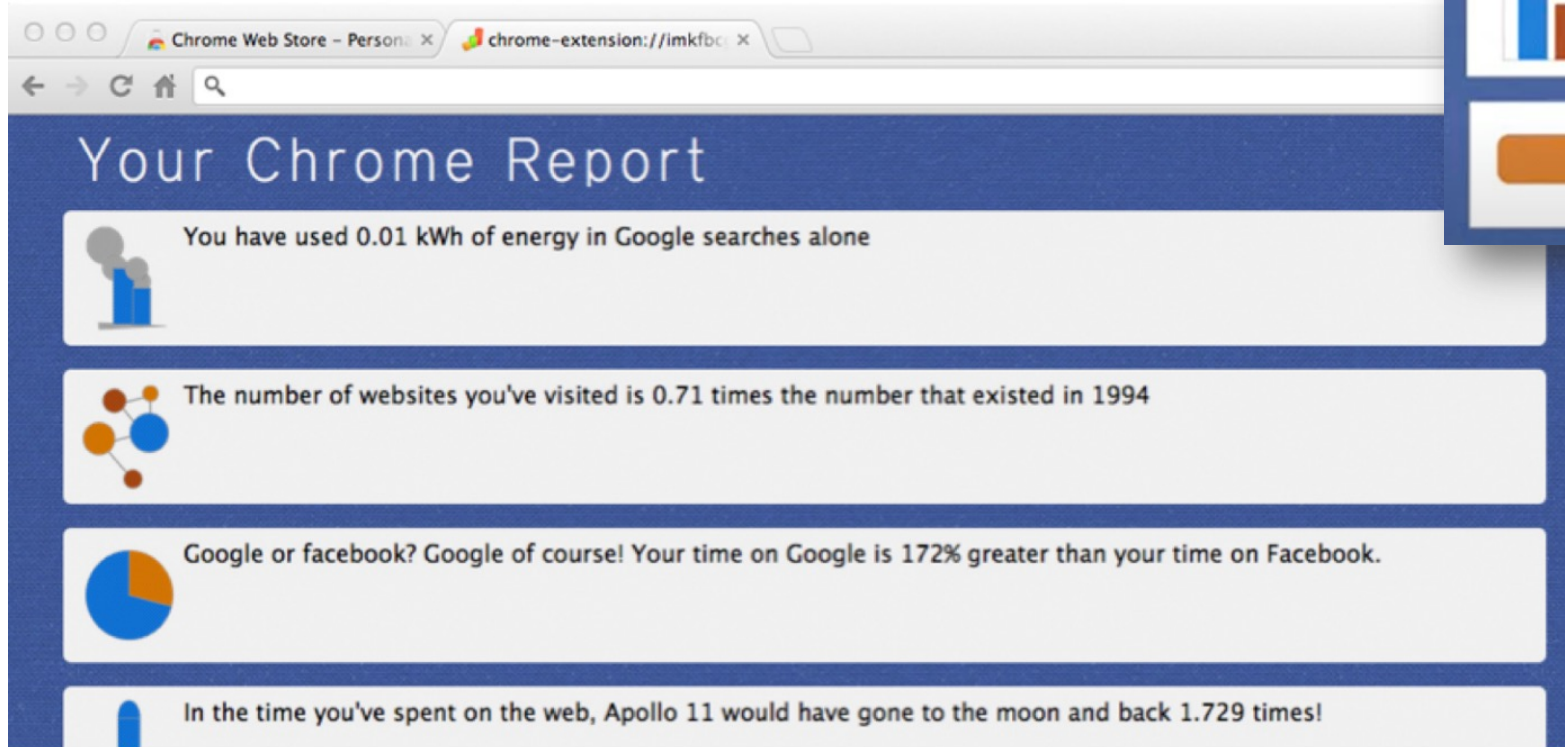 Chrome Web Store – Persona
chrome-extension://imkfbc
Your Chrome Report
You have used 0.01 kWh of energy in Google searches alone
The number of websites you've visited is 0.71 times the number that existed in 1994
Google or facebook? Google of course! Your time on Google is 172% greater than your time on Facebook.
In the time you've spent on the web, Apollo 11 would have gone to the moon and back 1.729 times!